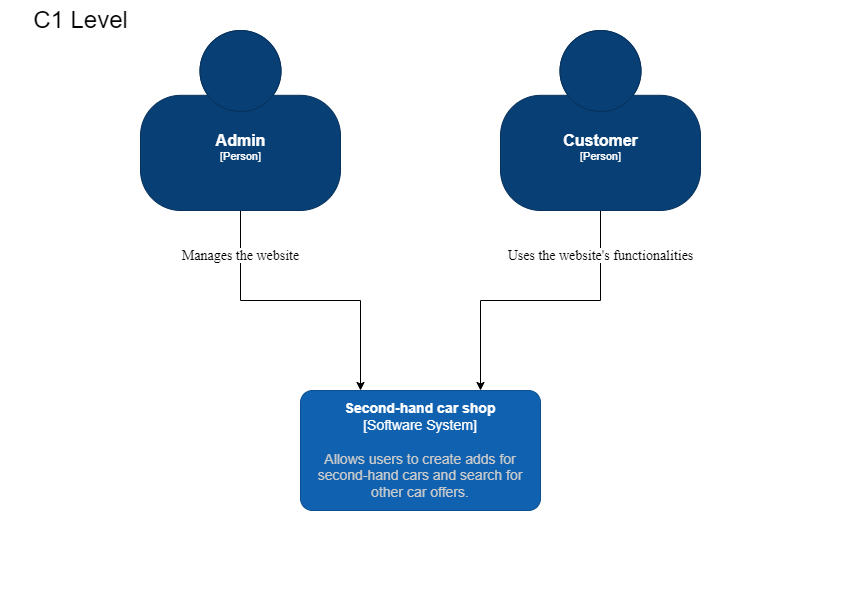 C1 Level
Admin
[Person]
Customer
[Person]
Manages the website
Uses the website's functionalities
Second-hand car shop
[Software System]
Allows users to create adds for
second-hand cars and search for
other car offers.